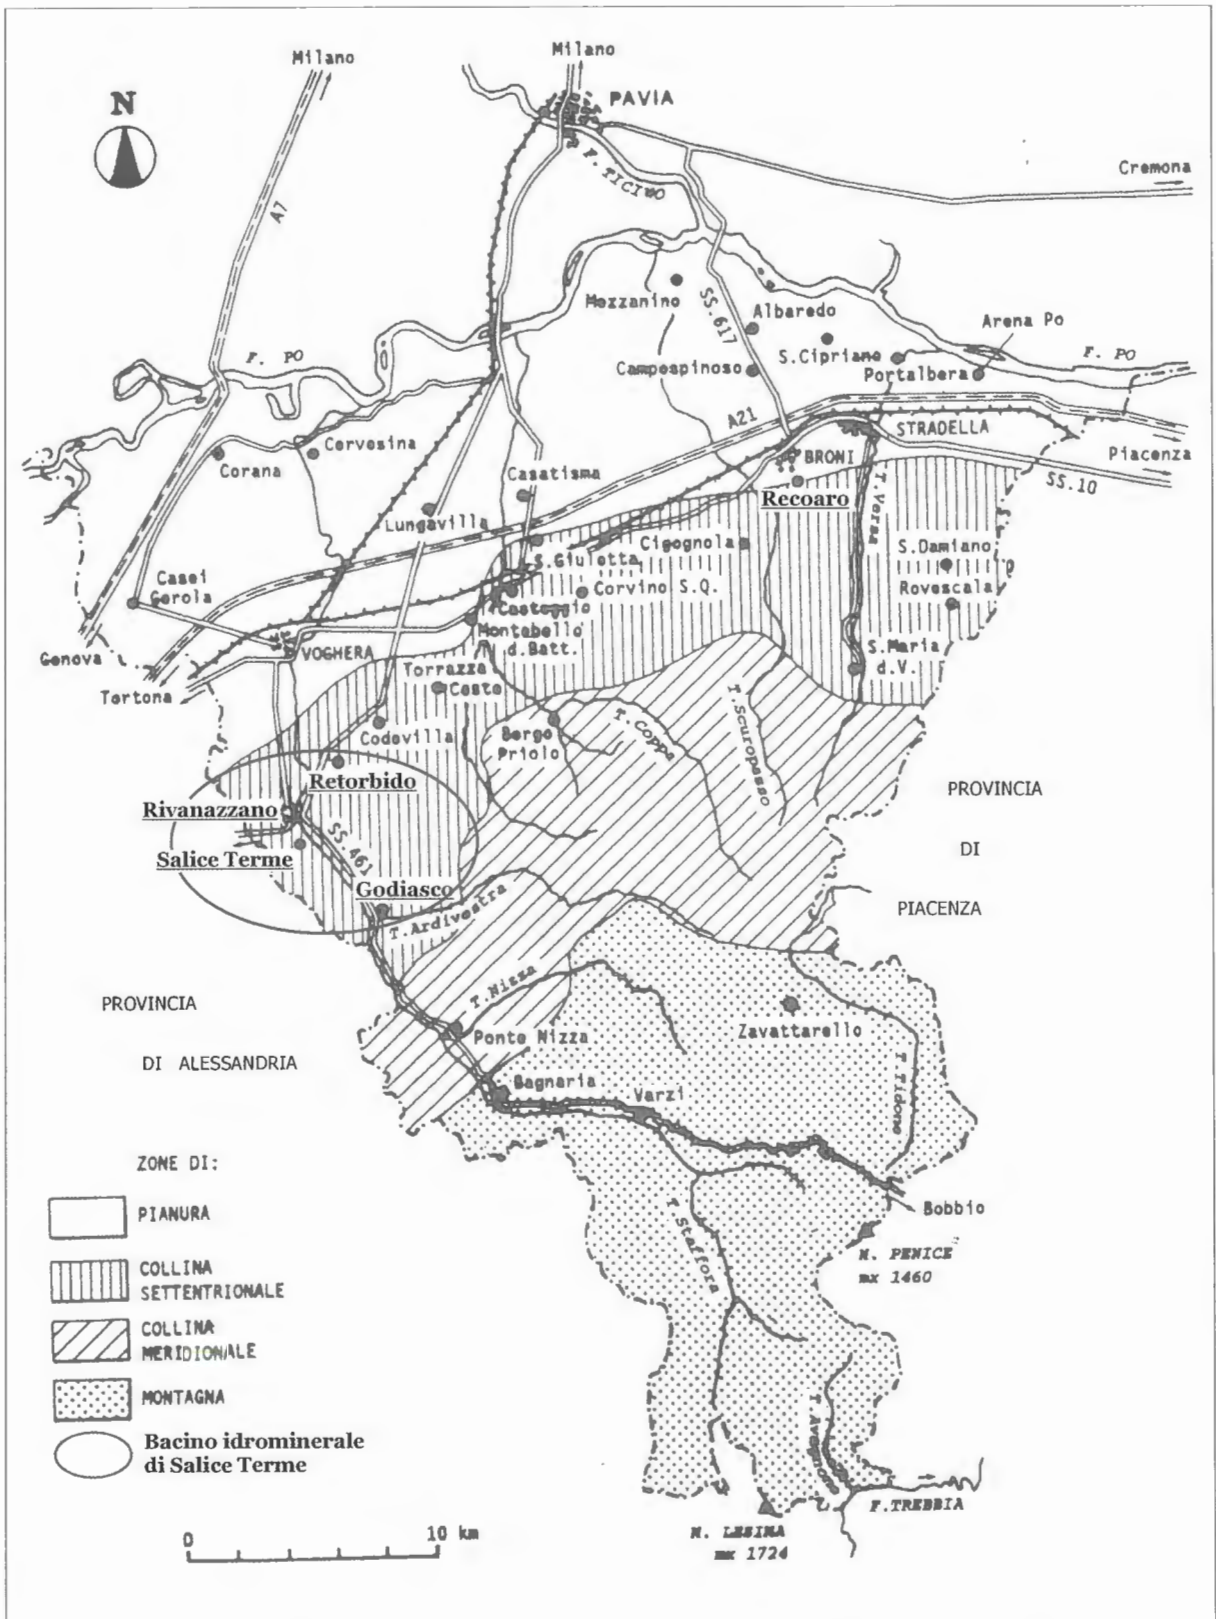 Milano
Milano
N
PAVIA
F. TICINO
Cremona
A7
Mezzanino
SS.617
Albaredo
Arena Po
S.Cipriano
F. PO
F. PO
Campospinoso
Portalbera
A21
STRADELLA
Cervesina
Corana
BRONI
Piacenza
Casatisma
SS.10
Recoaro
T.Versa
Lungavilla
Cigognola
S.Damiano
S.Giuletta
Casei
Gerola
Corvino S.Q.
Rovescala
Casteggio
Montebello
d.Batt.
Genova
VOGHERA
S.Maria
d.V.
Torrazza
Coste
Tortona
T.Scuropasso
T.Coppa
Codevilla
Borgo
Priolo
Retorbido
PROVINCIA
Rivanazzano
SS.461
DI
Salice Terme
Godiasco
T.Ardivestra
PIACENZA
T.Nizza
PROVINCIA
Zavattarello
Ponte Nizza
DI ALESSANDRIA
T.Tidone
Bagnaria
Varzi
ZONE DI:
Bobbio
PIANURA
T.Staffora
M. PENICE
mx 1460
COLLINA
SETTENTRIONALE
COLLINA
MERIDIONALE
MONTAGNA
Bacino idrominerale
di Salice Terme
F.TREBBIA
0
10 km
M. LESIMA
mx 1724